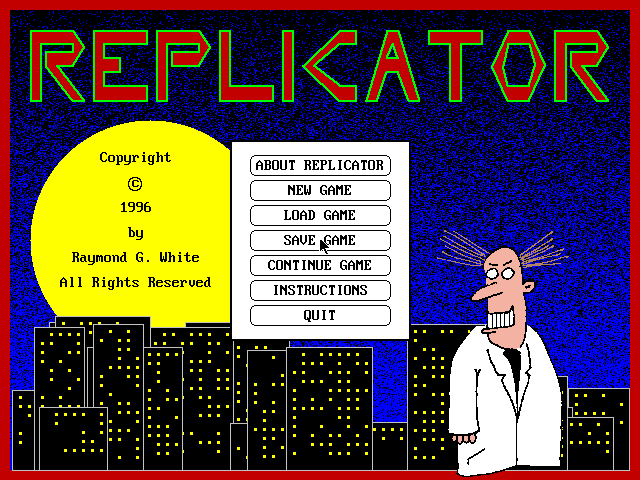 REPLICATOR
Copyright
©
1996
by
Raymond G. White
All Rights Reserved
ABOUT REPLICATOR
NEW GAME
LOAD GAME
SAVE GAME
CONTINUE GAME
INSTRUCTIONS
QUIT